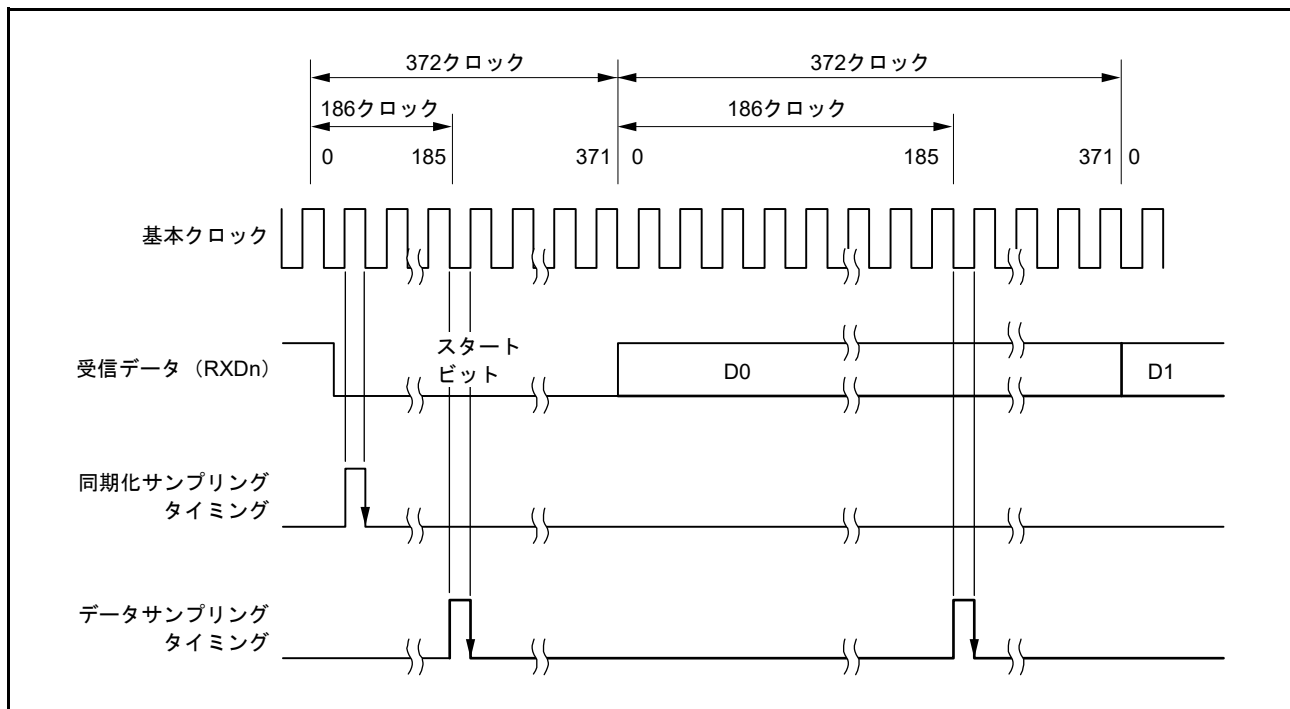 372クロック
372クロック
186クロック
186クロック
0
185
371
0
185
371
0
基本クロック
受信データ（RXDn）
スタート
ビット
D0
D1
同期化サンプリング
タイミング
データサンプリング
タイミング